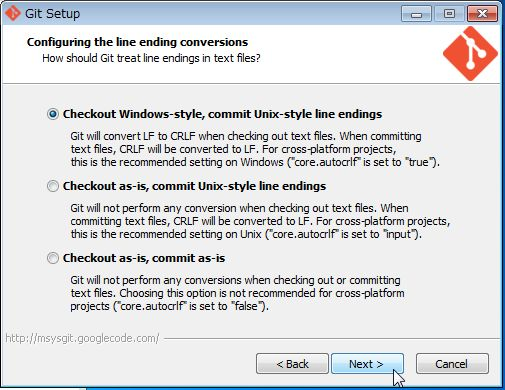 Git Setup
Configuring the line ending conversions
How should Git treat line endings in text files?
Checkout Windows-style, commit Unix-style line endings
Git will convert LF to CRLF when checking out text files. When committing
text files, CRLF will be converted to LF. For cross-platform projects,
this is the recommended setting on Windows ("core.autocrlf" is set to "true").
Checkout as-is, commit Unix-style line endings
Git will not perform any conversion when checking out text files. When
committing text files, CRLF will be converted to LF. For cross-platform projects,
this is the recommended setting on Unix ("core.autocrlf" is set to "input").
Checkout as-is, commit as-is
Git will not perform any conversions when checking out or committing
text files. Choosing this option is not recommended for cross-platform
projects ("core.autocrlf" is set to "false").
http://msysgit.googlecode.com/
< Back
Next >
Cancel